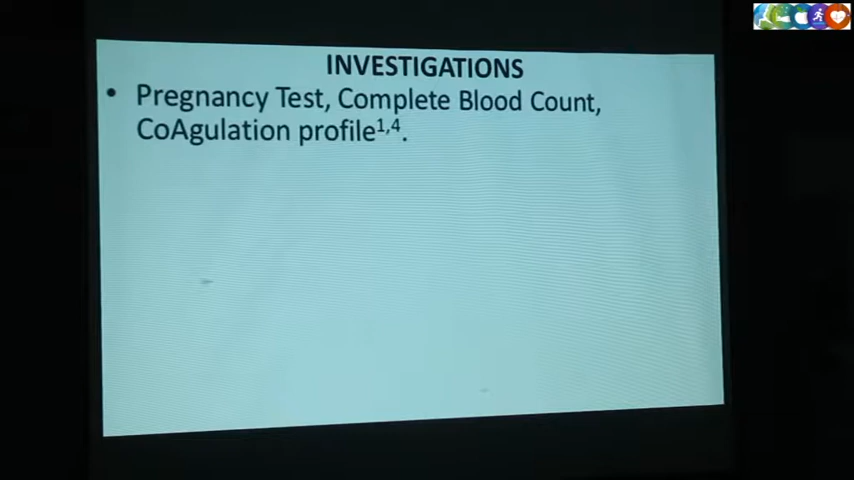 INVESTIGATIONS
• Pregnancy Test, Complete Blood Count,
CoAgulation profile¹,⁴.